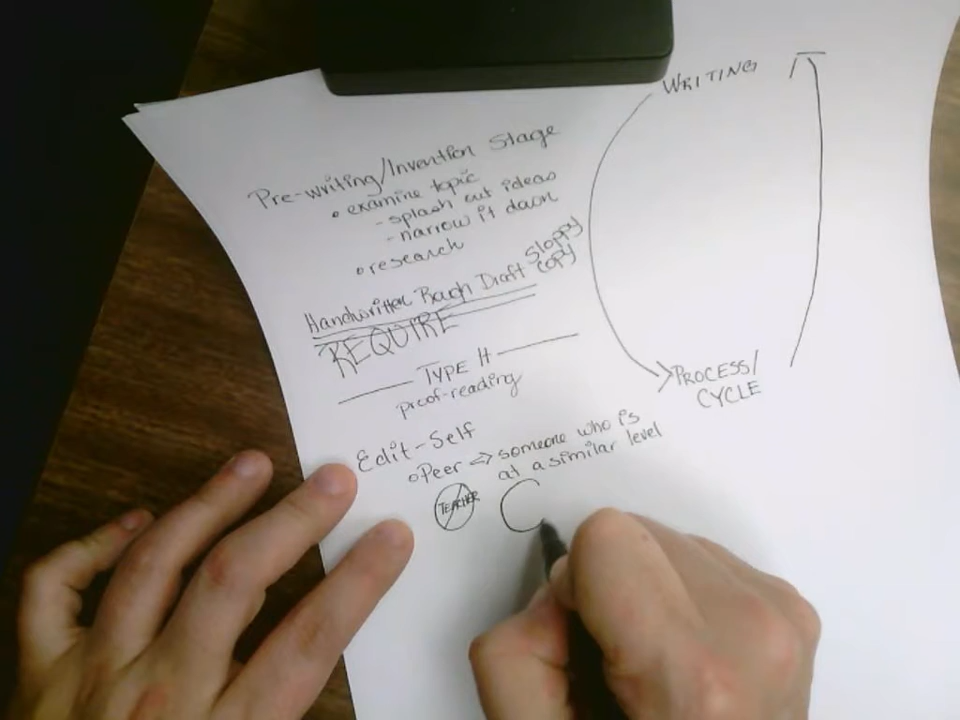 WRITING
Pre-writing/Invention Stage
• examine topic
- splash out ideas
- narrow it down
• research
Handwritten Rough Draft Sloppy Copy
REQUIRE
TYPE It
proof-reading
PROCESS/
CYCLE
Edit-Self
• Peer => someone who is
at a similar level
TEACHER